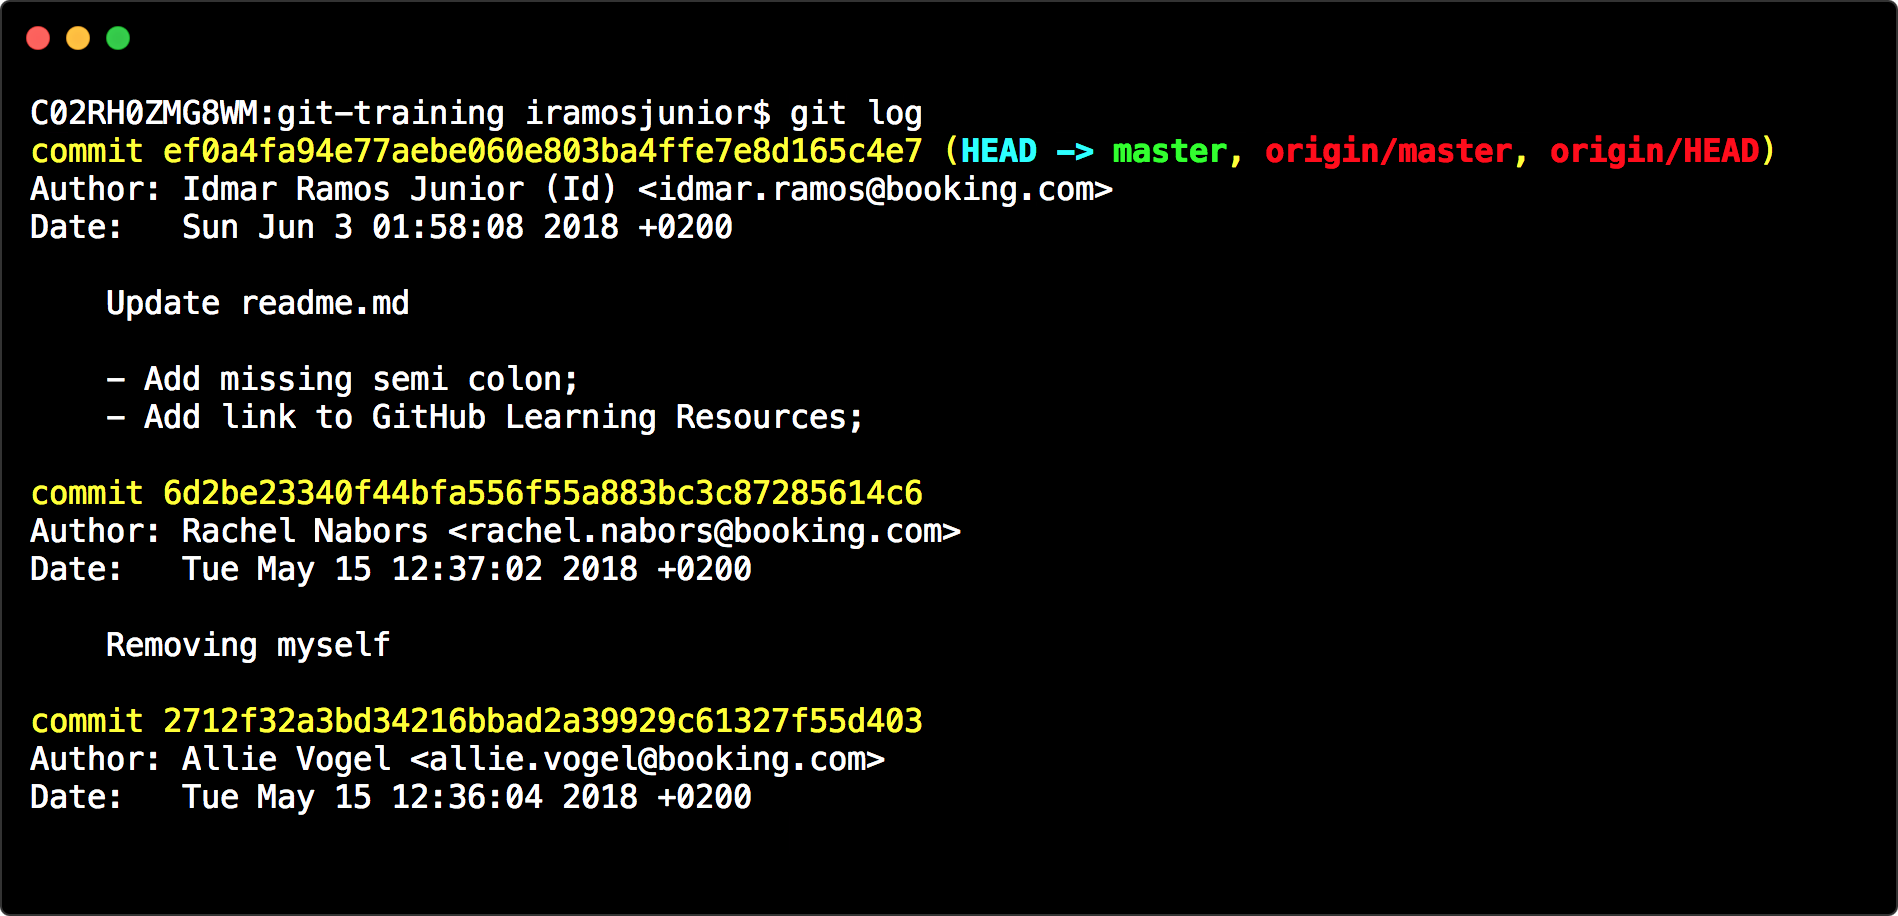 C02RH0ZMG8WM:git-training iramosjunior$ git log
commit ef0a4fa94e77aebe060e803ba4ffe7e8d165c4e7 (HEAD -> master, origin/master, origin/HEAD)
Author: Idmar Ramos Junior (Id) <idmar.ramos@booking.com>
Date:   Sun Jun 3 01:58:08 2018 +0200

    Update readme.md

    - Add missing semi colon;
    - Add link to GitHub Learning Resources;

commit 6d2be23340f44bfa556f55a883bc3c87285614c6
Author: Rachel Nabors <rachel.nabors@booking.com>
Date:   Tue May 15 12:37:02 2018 +0200

    Removing myself

commit 2712f32a3bd34216bbad2a39929c61327f55d403
Author: Allie Vogel <allie.vogel@booking.com>
Date:   Tue May 15 12:36:04 2018 +0200